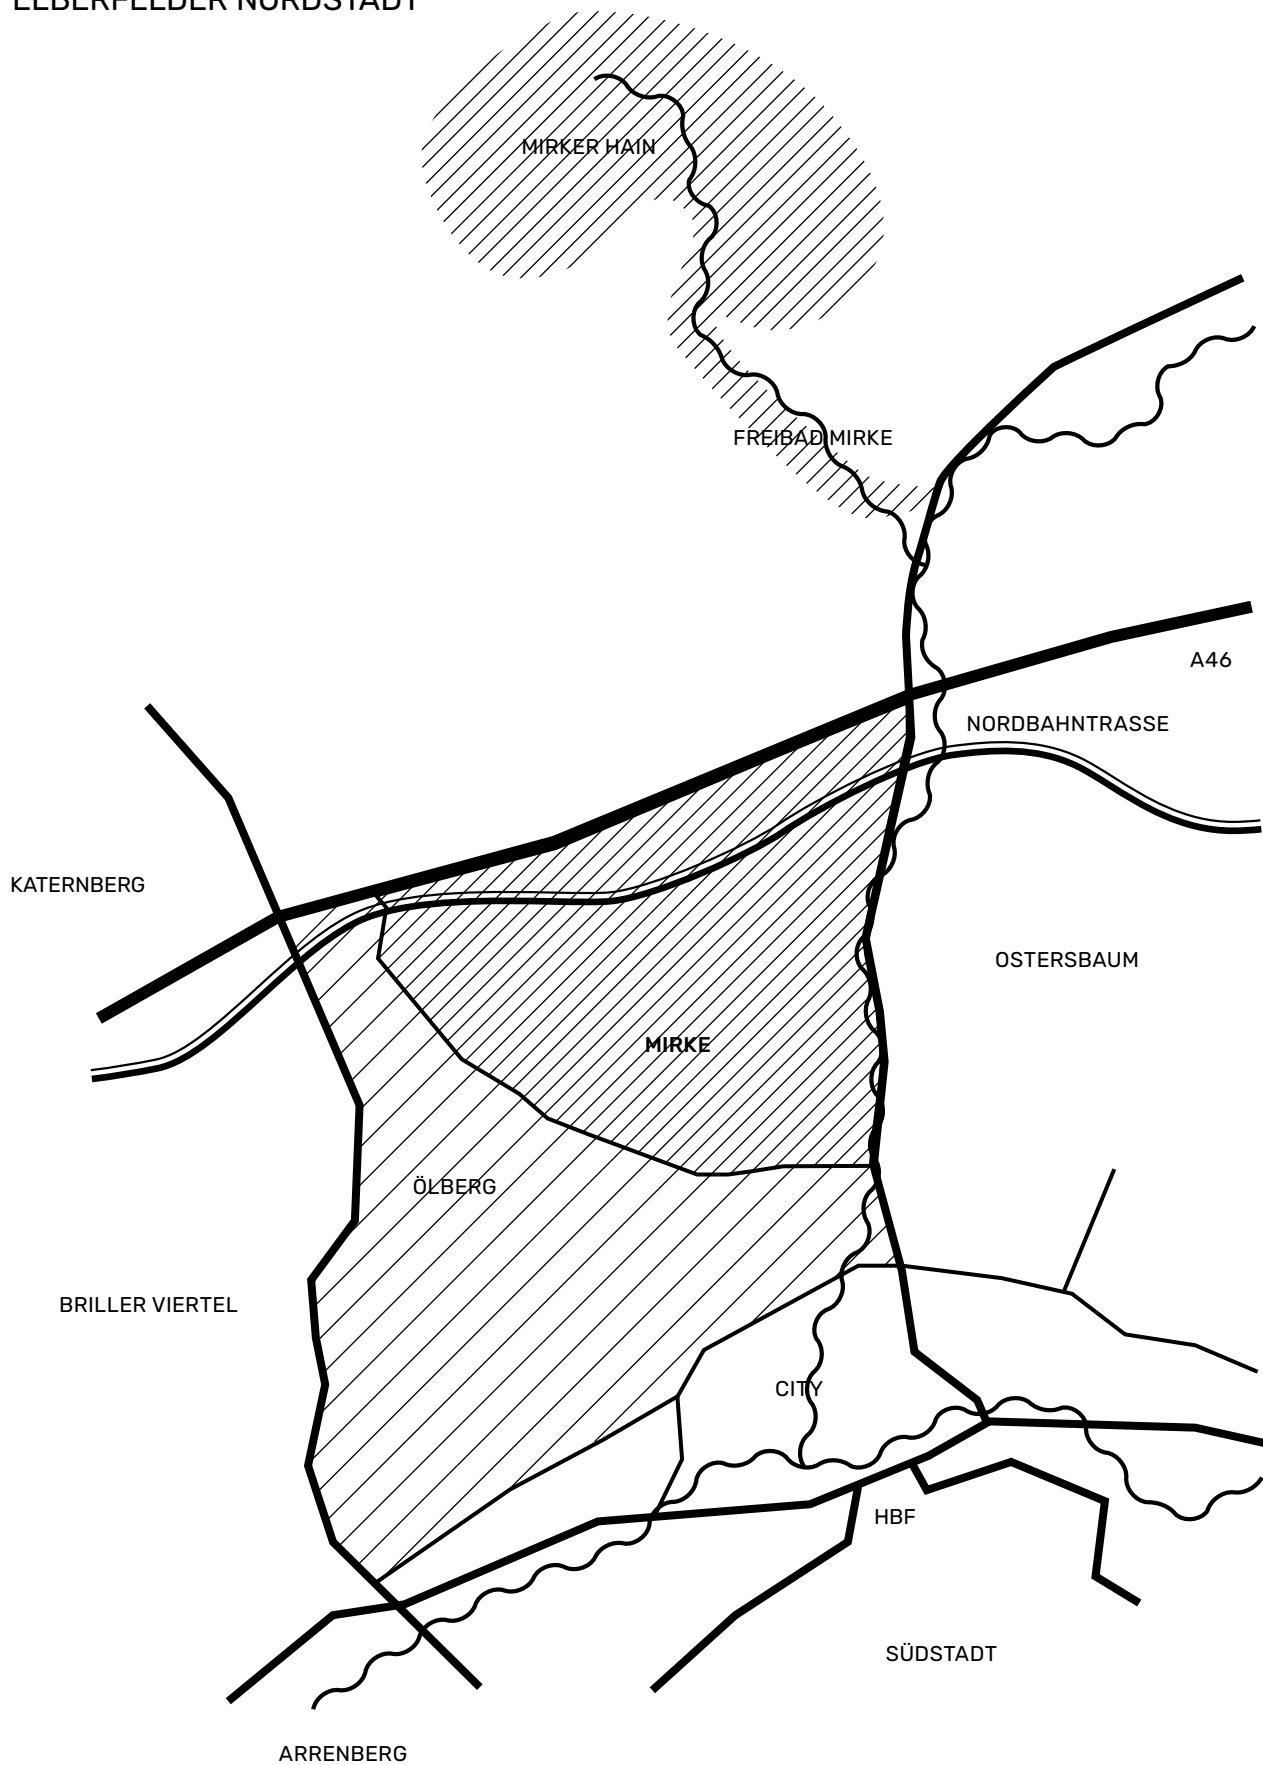 ELBERFELDER NORDSTADT
MIRKER HAIN
FREIBAD MIRKE
A46
NORDBAHNTRASSE
KATERNBERG
OSTERSBAUM
MIRKE
ÖLBERG
BRILLER VIERTEL
CITY
HBF
SÜDSTADT
ARRENBERG